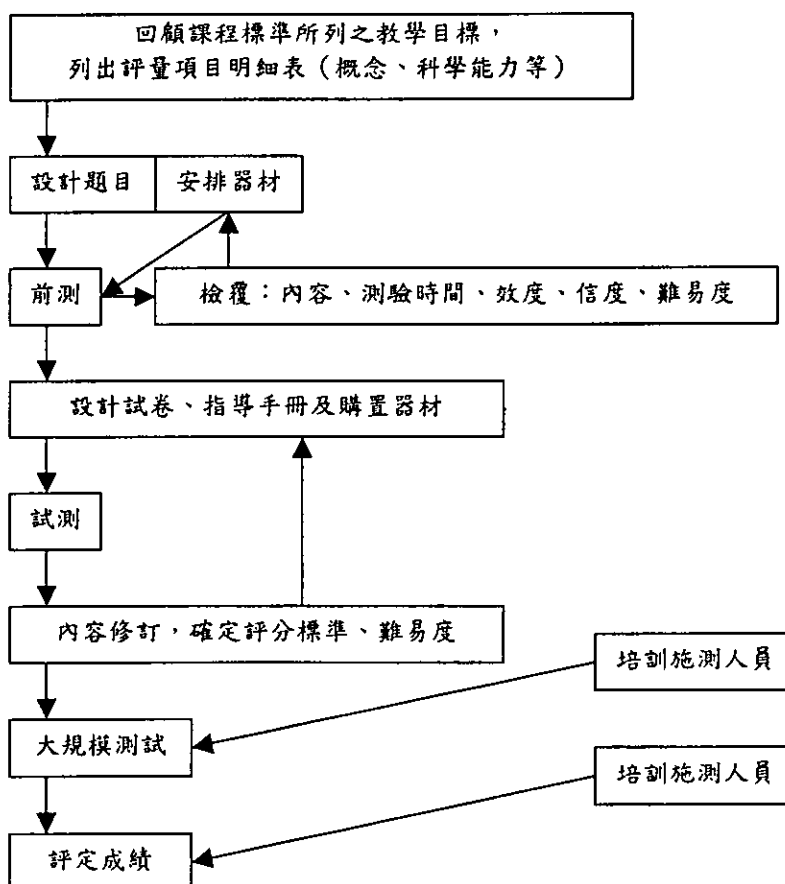 回顧課程標準所列之教學目標，
列出評量項目明細表（概念、科學能力等）
設計題目
安排器材
前測
檢覆：內容、測驗時間、效度、信度、難易度
設計試卷、指導手冊及購置器材
試測
內容修訂，確定評分標準、難易度
培訓施測人員
大規模測試
培訓施測人員
評定成績